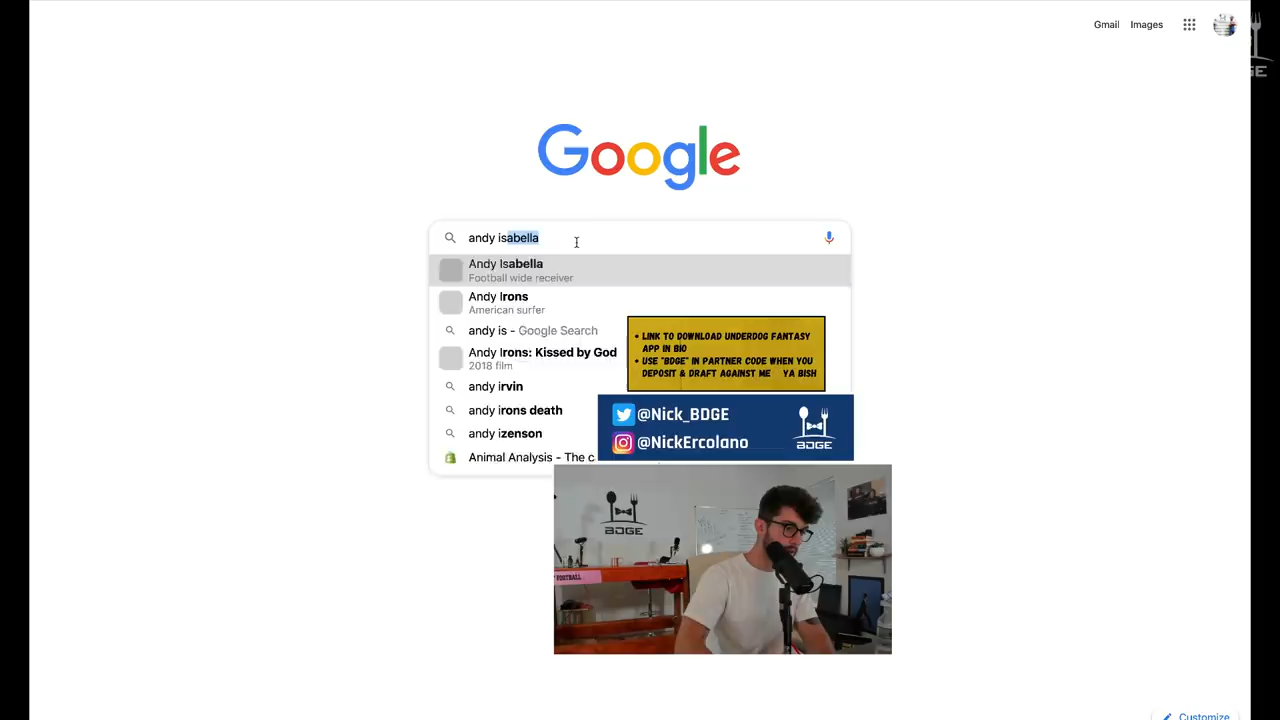 Gmail Images
GE
Google
andy isabella
Andy Isabella
Football wide receiver
Andy Irons
American surfer
andy is - Google Search
Andy Irons: Kissed by God
2018 film
andy irvin
andy irons death
andy izenson
Animal Analysis - The c
• LINK TO DOWNLOAD UNDERDOG FANTASY
APP IN BIO
• USE "BDGE" IN PARTNER CODE WHEN YOU
DEPOSIT & DRAFT AGAINST ME YA BISH
@Nick_BDGE
@NickErcolano
BDGE
BDGE
FOOTBALL
Customize